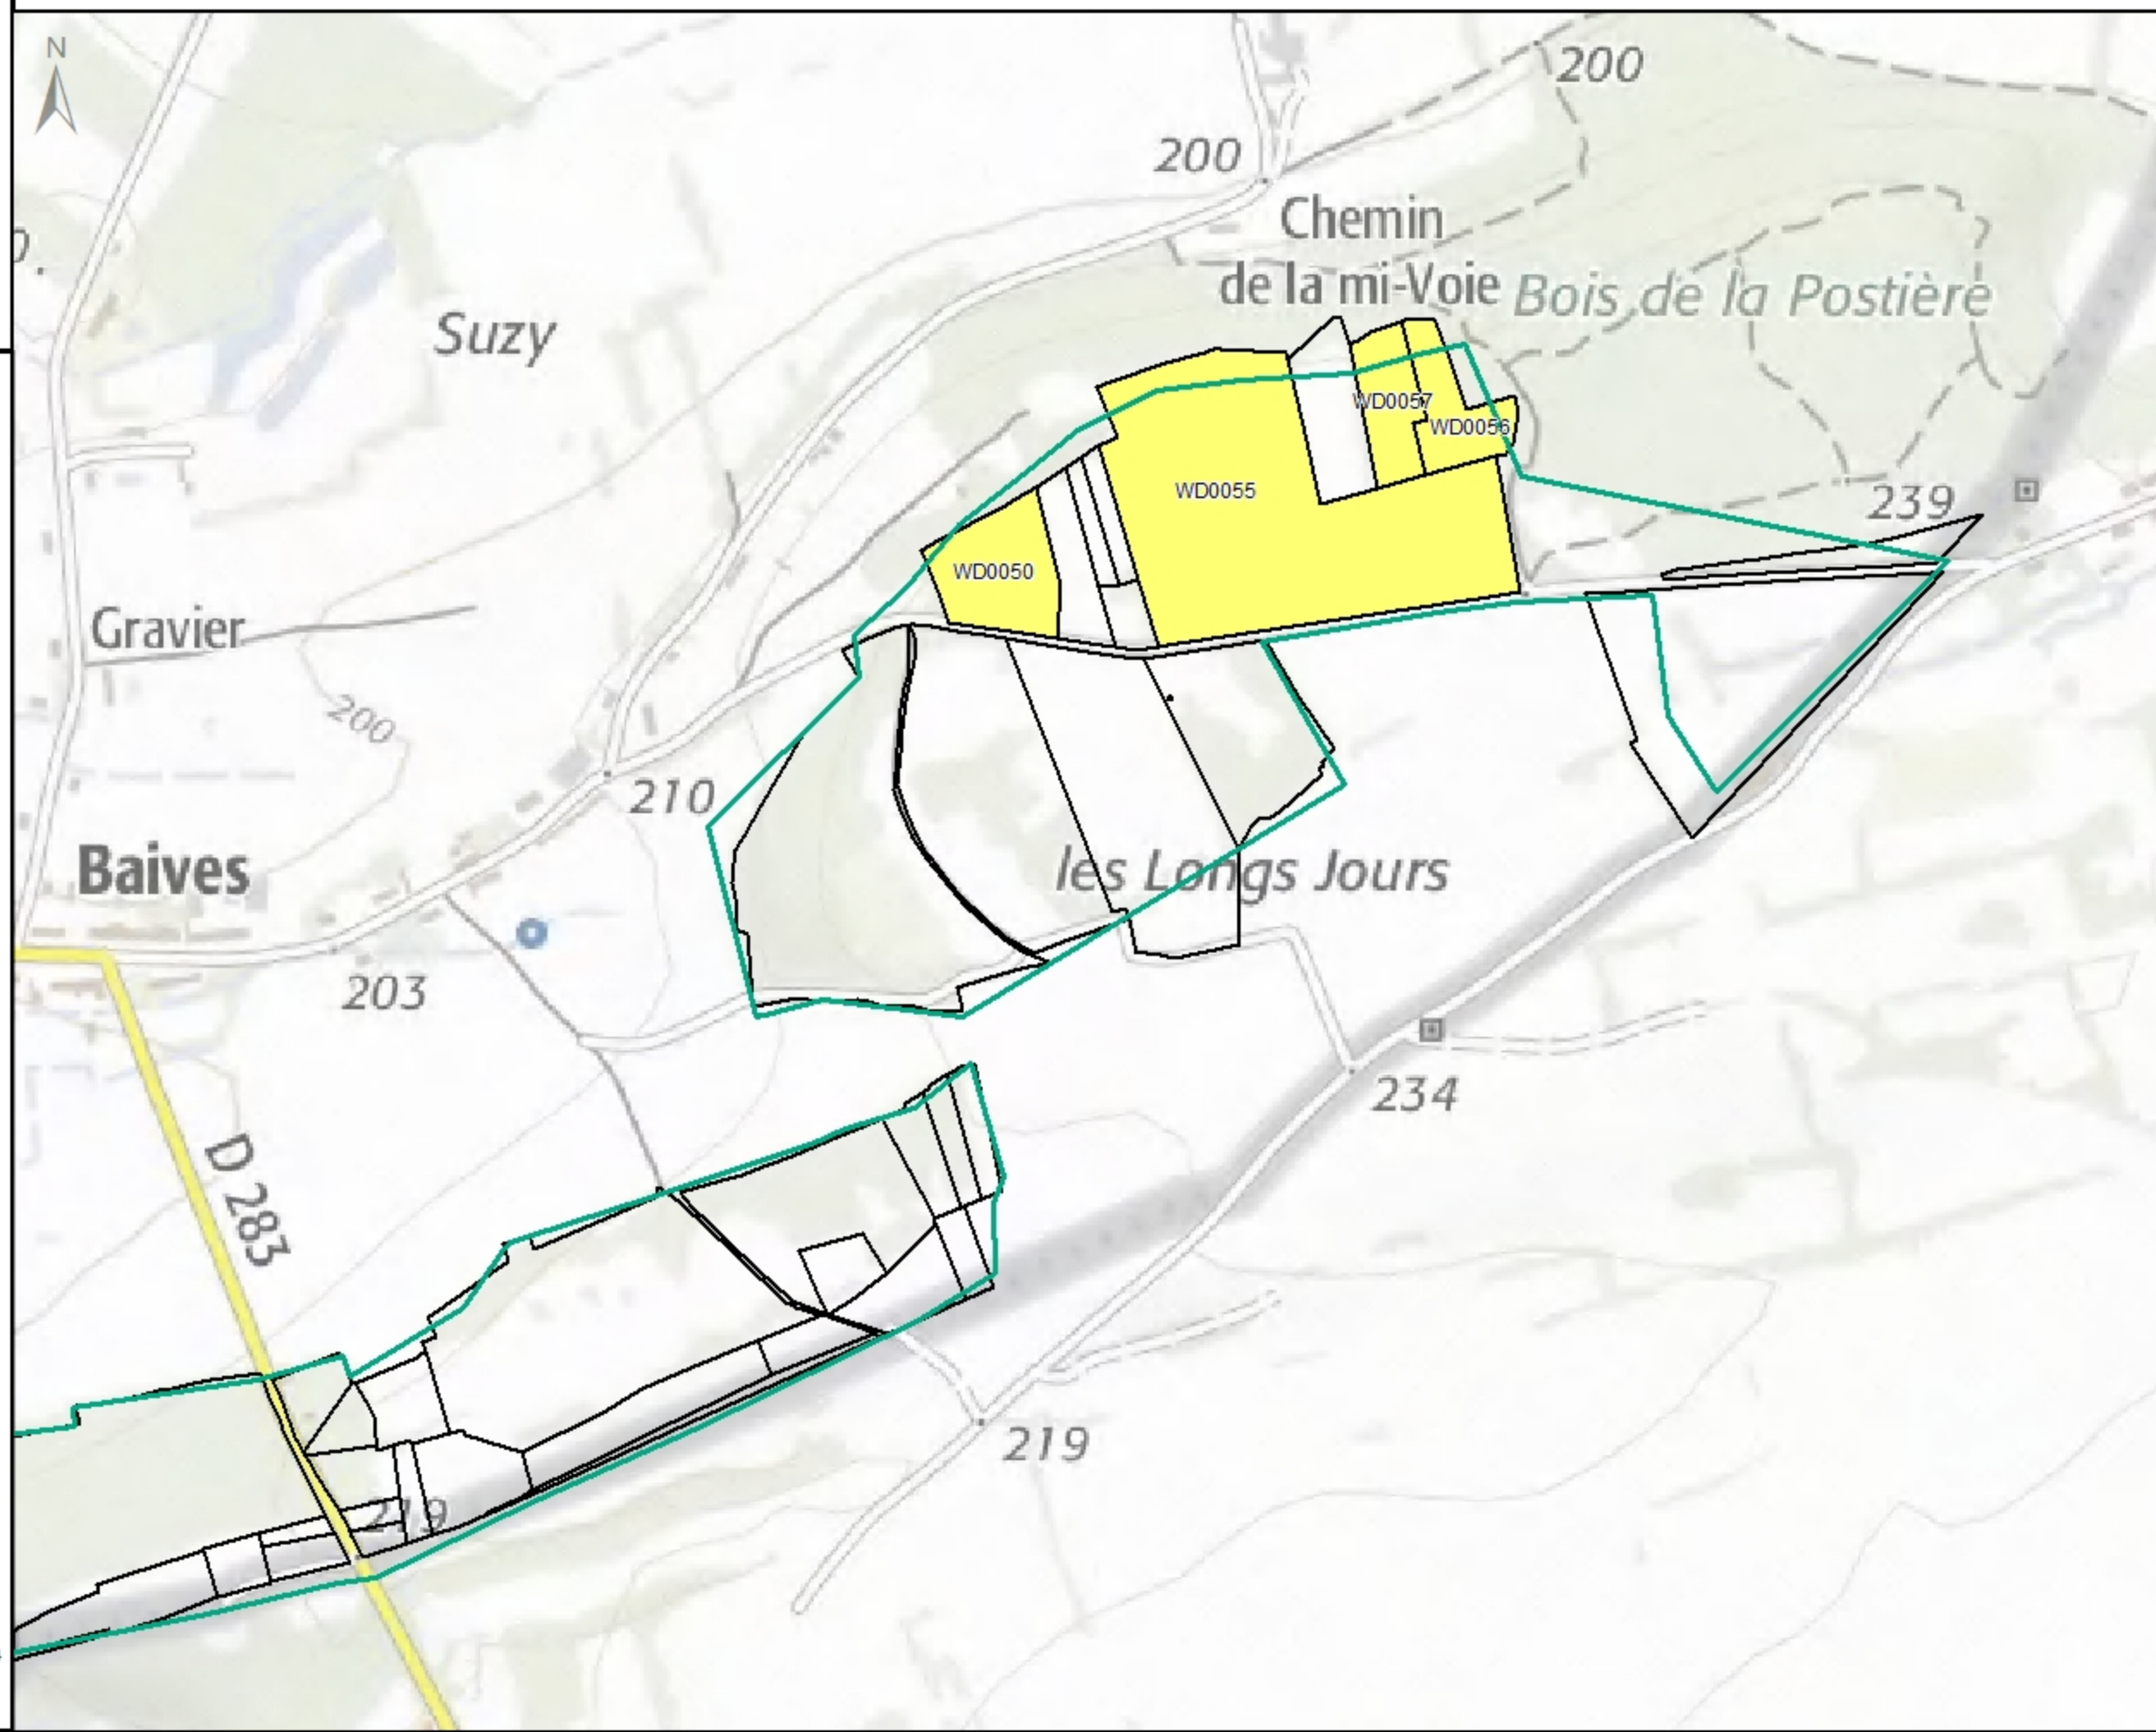 N
200
200
Chemin
de la mi-Voie
Bois de la Postière
Suzy
WD0057
WD0056
WD0055
239
WD0050
Gravier
200
210
Baives
les Longs Jours
203
234
D 283
219
219